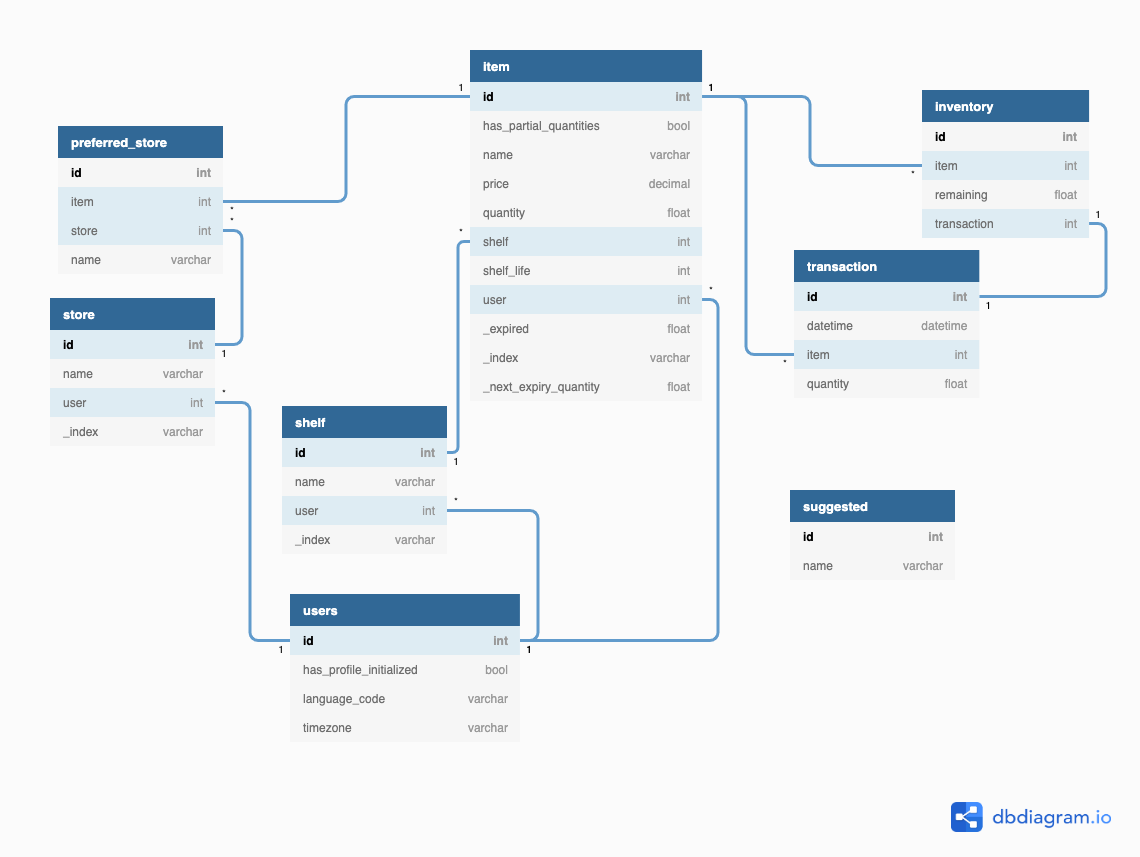 item
1
id int
1
has_partial_quantities bool
name varchar
price decimal
quantity float
*
shelf int
shelf_life int
*
user int
_expired float
_index varchar
_next_expiry_quantity float
inventory
id int
item int
*
remaining float
1
transaction int
preferred_store
id int
item int
*
*
store int
name varchar
transaction
id int
1
datetime datetime
item int
*
quantity float
store
id int
1
name varchar
*
user int
_index varchar
shelf
id int
1
name varchar
*
user int
_index varchar
suggested
id int
name varchar
users
id int
1
1
has_profile_initialized bool
language_code varchar
timezone varchar
dbdiagram.io